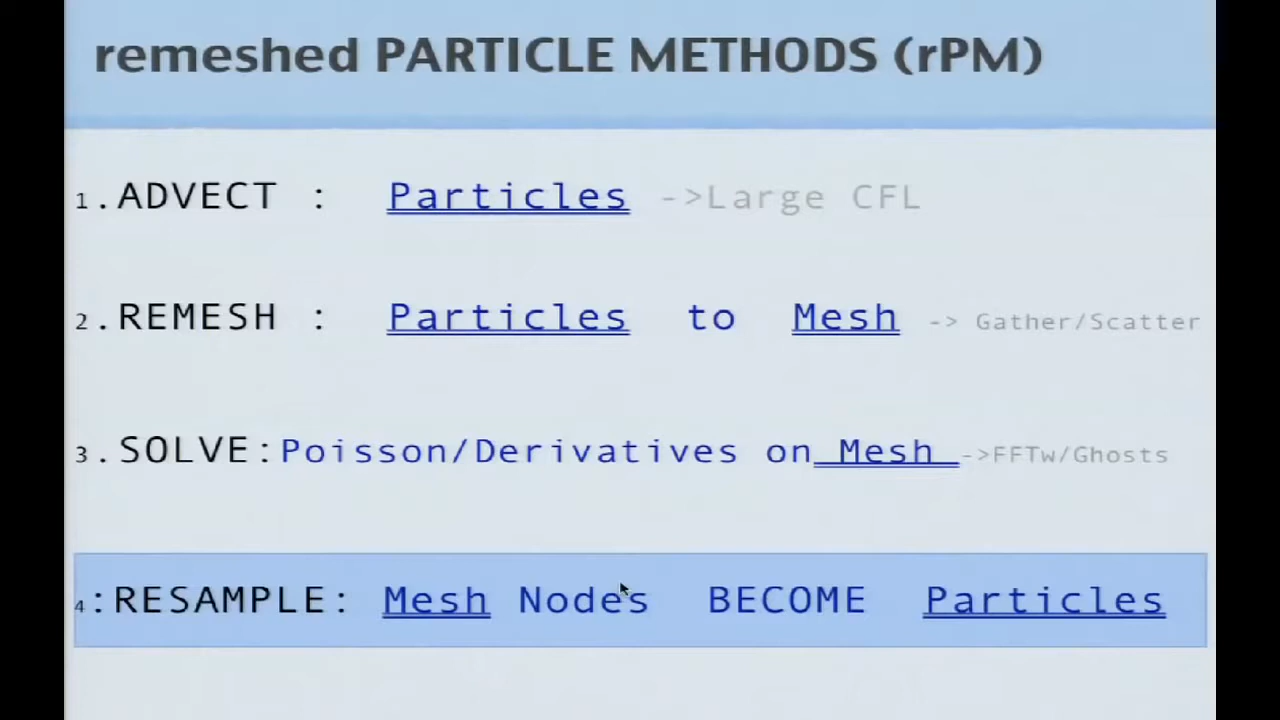 remeshed PARTICLE METHODS (rPM)
1.ADVECT : Particles ->Large CFL
2.REMESH : Particles to Mesh -> Gather/Scatter
3.SOLVE:Poisson/Derivatives on Mesh ->FFTw/Ghosts
4:RESAMPLE: Mesh Nodes BECOME Particles